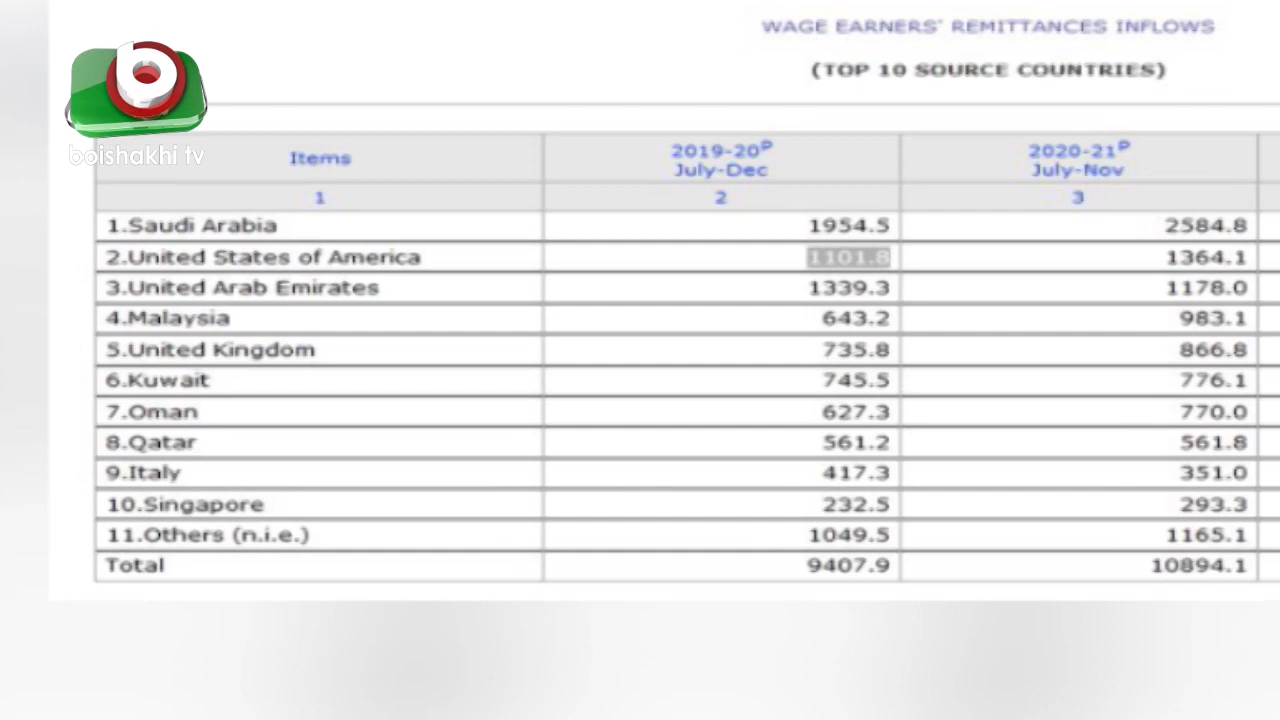 WAGE EARNERS' REMITTANCES INFLOWS
(TOP 10 SOURCE COUNTRIES)
boishakhi tv
Items 2019-20P July-Dec 2020-21P July-Nov
1 2 3
1.Saudi Arabia 1954.5 2584.8
2.United States of America 1101.8 1364.1
3.United Arab Emirates 1339.3 1178.0
4.Malaysia 643.2 983.1
5.United Kingdom 735.8 866.8
6.Kuwait 745.5 776.1
7.Oman 627.3 770.0
8.Qatar 561.2 561.8
9.Italy 417.3 351.0
10.Singapore 232.5 293.3
11.Others (n.i.e.) 1049.5 1165.1
Total 9407.9 10894.1